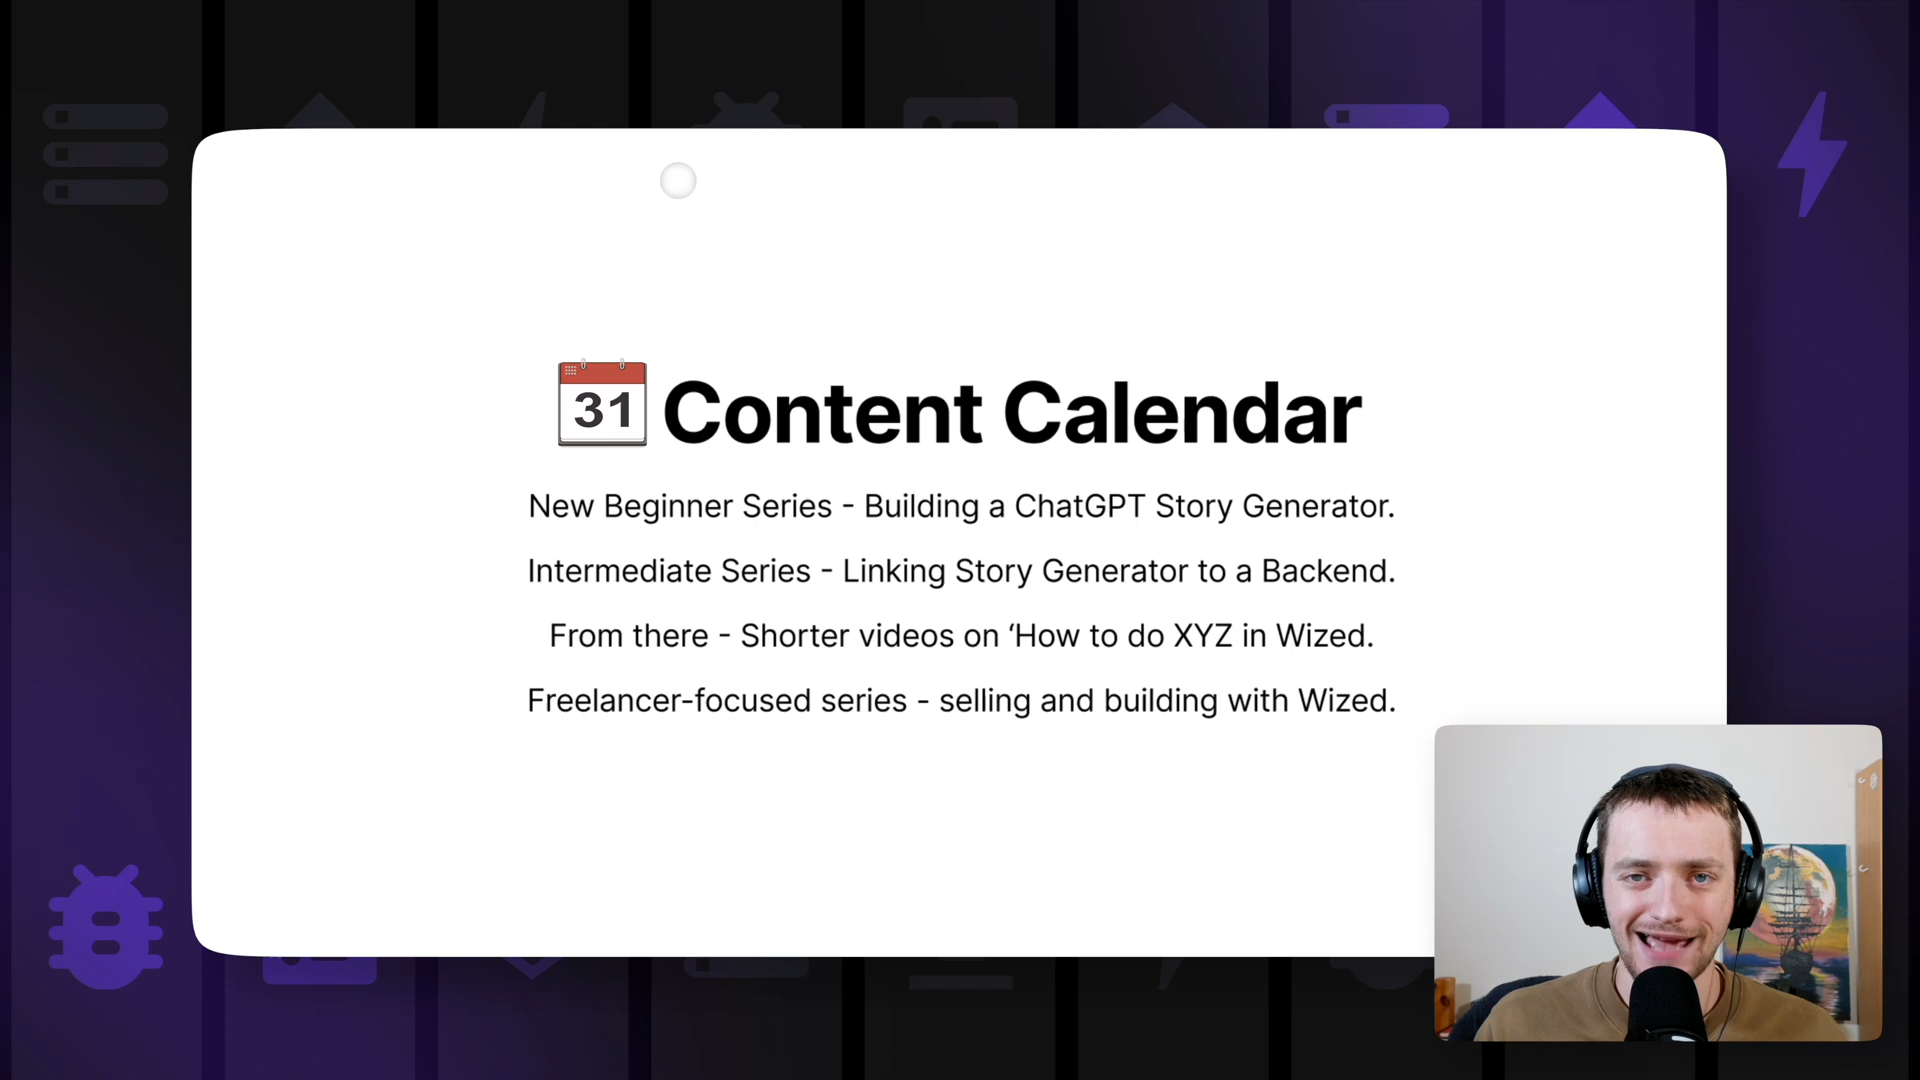 31 Content Calendar
New Beginner Series - Building a ChatGPT Story Generator.
Intermediate Series - Linking Story Generator to a Backend.
From there - Shorter videos on ‘How to do XYZ in Wized.
Freelancer-focused series - selling and building with Wized.